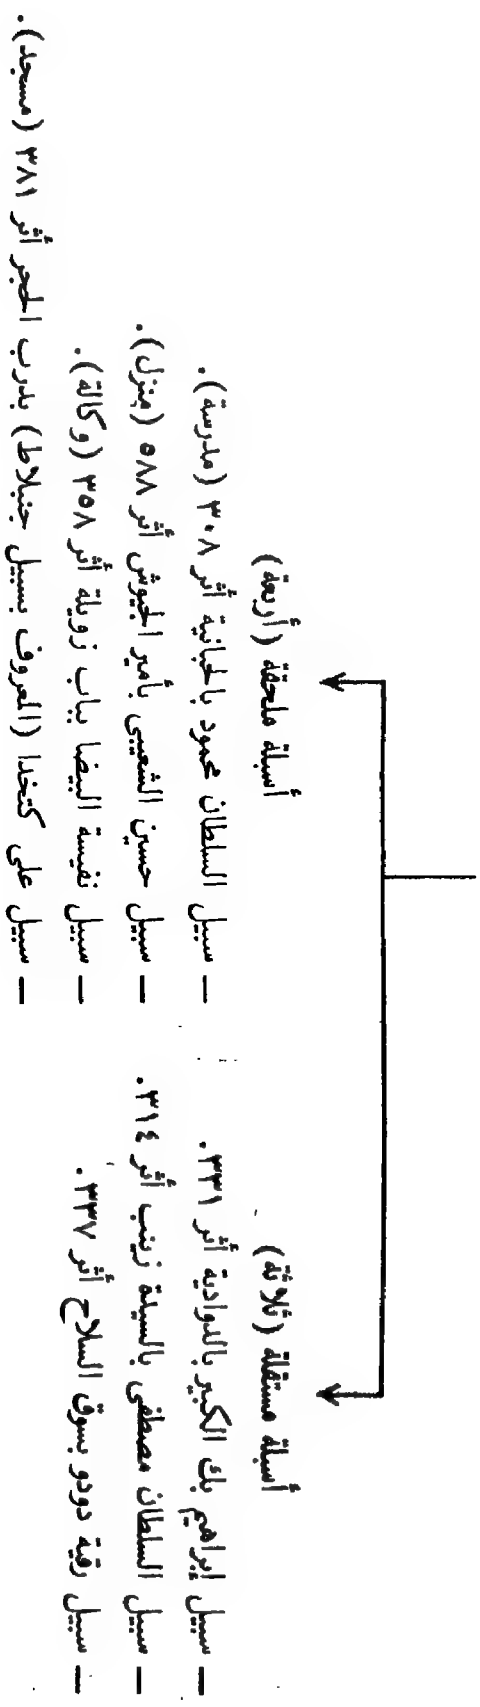 أسبلة مستقلة (ثلاثة)
– سبيل إبراهيم بك الكبير بالداودية أثر ٣٣١.
– سبيل السلطان مصطفى بالسيدة زينب أثر ٣١٤.
– سبيل رقية دودو بسوق السلاح أثر ٣٣٧.
أسبلة ملحقة (أربعة)
– سبيل السلطان محمود بالحبانية أثر ٣٠٨ (مدرسة).
– سبيل حسين الشعيبى بأمير الجيوش أثر ٥٨٨ (منزل).
– سبيل نفيسة البيضا بباب زويلة أثر ٣٥٨ (وكالة).
– سبيل على كتخدا (المعروف بسبيل جنبلاط) بدرب الحجر أثر ٣٨١ (مسجد).